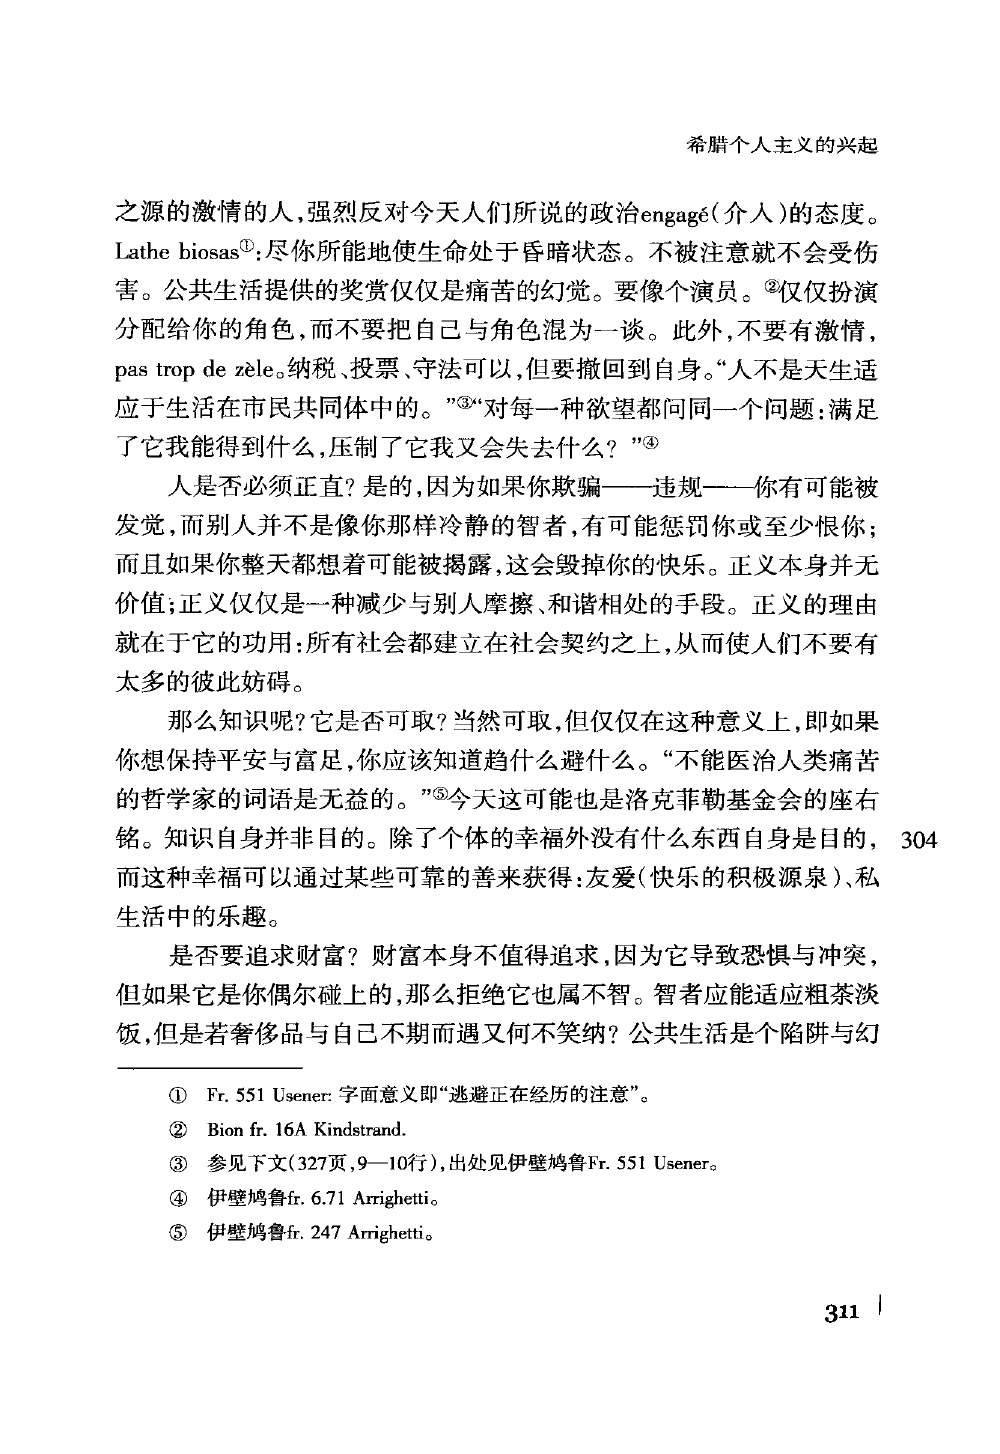 希腊个人主义的兴起
之源的激情的人,强烈反对今天人们所说的政治engagé(介入)的态度。
Lathe biosas①:尽你所能地使生命处于昏暗状态。不被注意就不会受伤
害。公共生活提供的奖赏仅仅是痛苦的幻觉。要像个演员。②仅仅扮演
分配给你的角色,而不要把自己与角色混为一谈。此外,不要有激情,
pas trop de zèle。纳税、投票、守法可以,但要撤回到自身。“人不是天生适
应于生活在市民共同体中的。”③“对每一种欲望都问同一个问题:满足
了它我能得到什么,压制了它我又会失去什么？”④
人是否必须正直？是的,因为如果你欺骗——违规——你有可能被
发觉,而别人并不是像你那样冷静的智者,有可能惩罚你或至少恨你;
而且如果你整天都想着可能被揭露,这会毁掉你的快乐。正义本身并无
价值;正义仅仅是一种减少与别人摩擦、和谐相处的手段。正义的理由
就在于它的功用:所有社会都建立在社会契约之上,从而使人们不要有
太多的彼此妨碍。
那么知识呢？它是否可取？当然可取,但仅仅在这种意义上,即如果
你想保持平安与富足,你应该知道趋什么避什么。“不能医治人类痛苦
的哲学家的词语是无益的。”⑤今天这可能也是洛克菲勒基金会的座右
铭。知识自身并非目的。除了个体的幸福外没有什么东西自身是目的, 304
而这种幸福可以通过某些可靠的善来获得:友爱(快乐的积极源泉)、私
生活中的乐趣。
是否要追求财富？财富本身不值得追求,因为它导致恐惧与冲突,
但如果它是你偶尔碰上的,那么拒绝它也属不智。智者应能适应粗茶淡
饭,但是若奢侈品与自己不期而遇又何不笑纳？公共生活是个陷阱与幻
① Fr. 551 Usener: 字面意义即“逃避正在经历的注意”。
② Bion fr. 16A Kindstrand.
③ 参见下文(327页,9—10行),出处见伊壁鸠鲁Fr. 551 Usener。
④ 伊壁鸠鲁fr. 6.71 Arrighetti。
⑤ 伊壁鸠鲁fr. 247 Arrighetti。
311